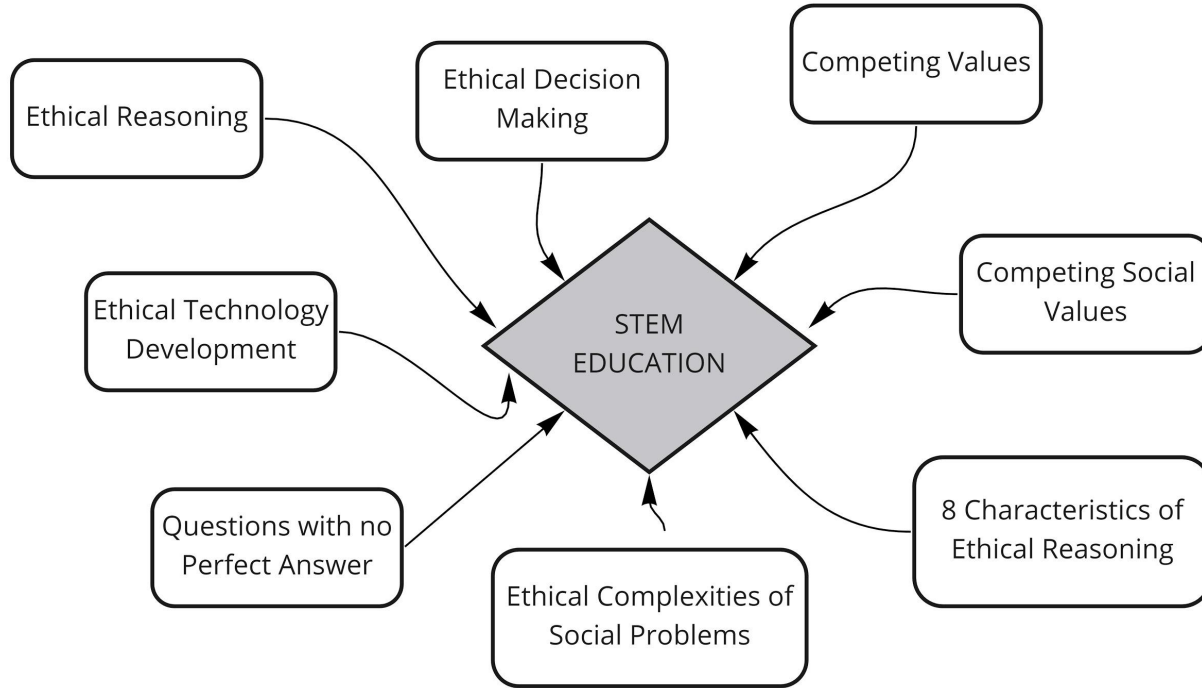 Ethical Reasoning
Ethical Decision
Making
Competing Values
Ethical Technology
Development
STEM
EDUCATION
Competing Social
Values
Questions with no
Perfect Answer
Ethical Complexities of
Social Problems
8 Characteristics of
Ethical Reasoning